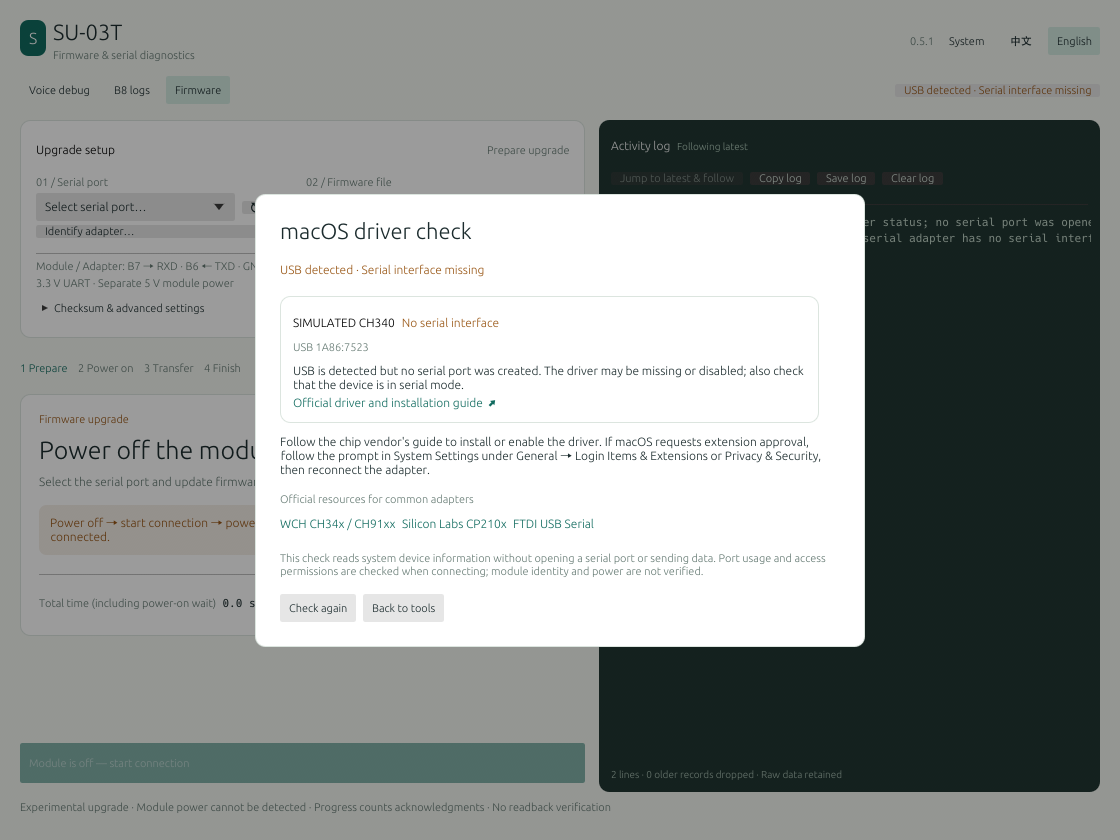 S
SU-03T
Firmware & serial diagnostics
0.5.1 System 中文 English
Voice debug B8 logs Firmware
USB detected · Serial interface missing
Upgrade setup Prepare upgrade
01 / Serial port 02 / Firmware file
Select serial port…
Identify adapter…
Module / Adapter: B7 → RXD · B6 ← TXD ·
3.3 V UART · Separate 5 V module power
▶ Checksum & advanced settings
1 Prepare 2 Power on 3 Transfer 4 Finish
Firmware upgrade
Power off the
Select the serial port and update
Power off → start connection →
connected.
Total time (including power-on wait) 0.0 s
Module is off — start connection
Experimental upgrade · Module power cannot be detected · Progress counts acknowledgments · No readback verification
Activity log Following latest
Jump to latest & follow Copy log Save log Clear log
status; no serial port was
serial adapter has no serial
2 lines · 0 older records dropped · Raw data retained
macOS driver check
USB detected · Serial interface missing
SIMULATED CH340 No serial interface
USB 1A86:7523
USB is detected but no serial port was created. The driver may be missing or disabled; also check
that the device is in serial mode.
Official driver and installation guide ⬈
Follow the chip vendor's guide to install or enable the driver. If macOS requests extension approval,
follow the prompt in System Settings under General → Login Items & Extensions or Privacy & Security,
then reconnect the adapter.
Official resources for common adapters
WCH CH34x / CH91xx Silicon Labs CP210x FTDI USB Serial
This check reads system device information without opening a serial port or sending data. Port usage and access
permissions are checked when connecting; module identity and power are not verified.
Check again Back to tools